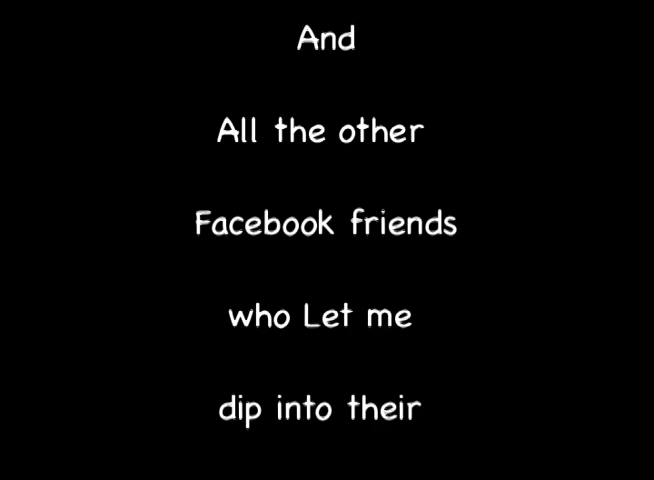 And
All the other
Facebook friends
who Let me
dip into their